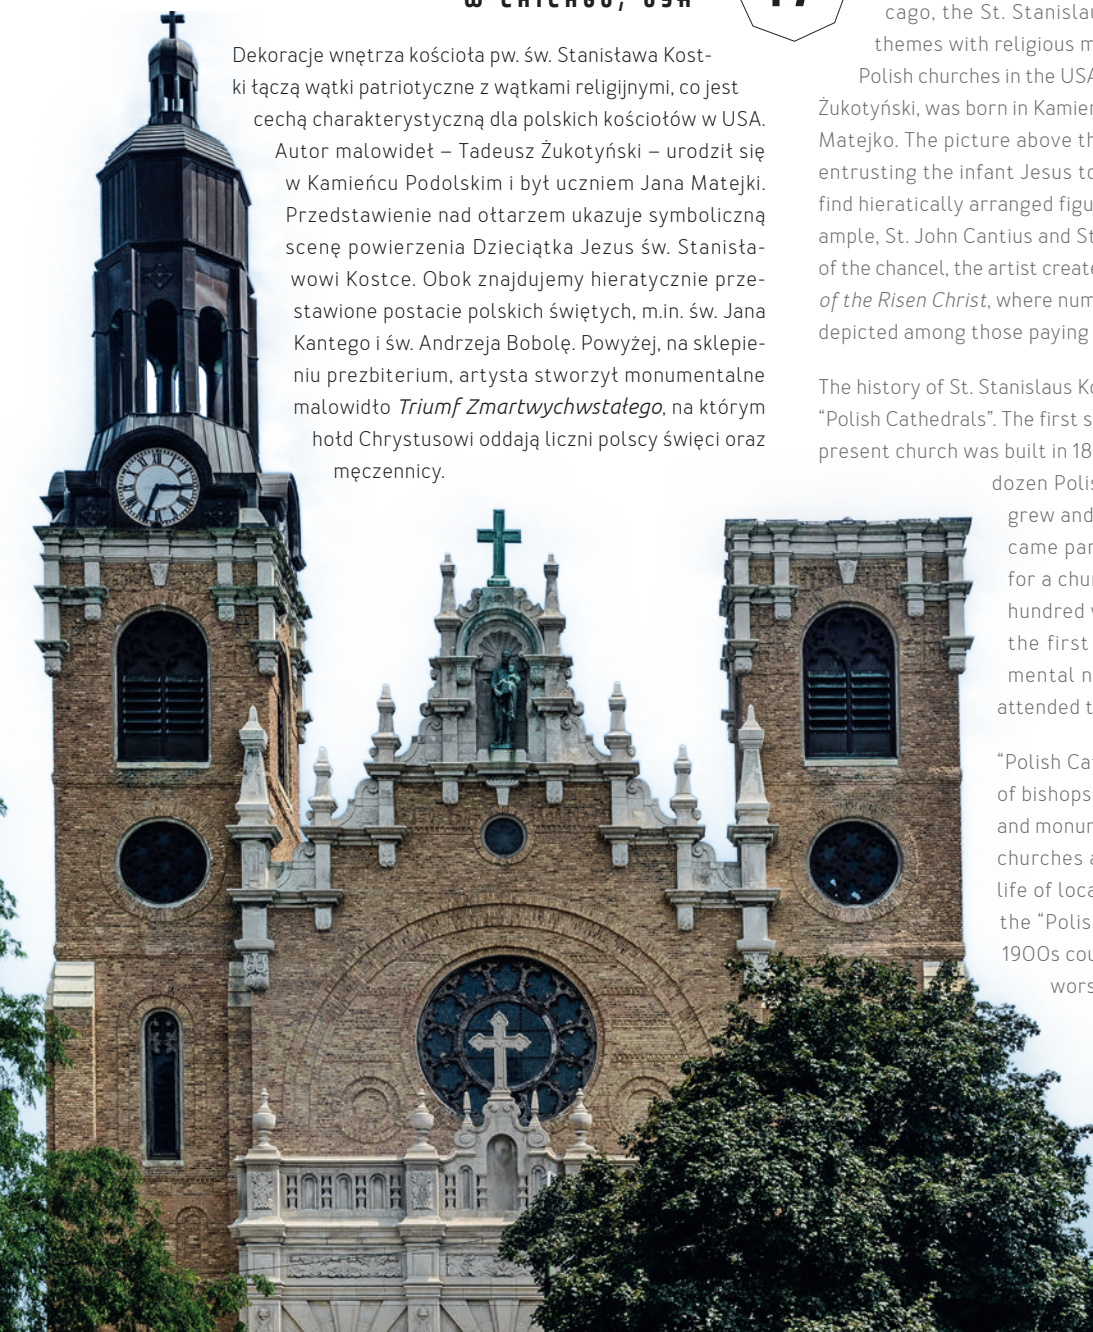 W CHICAGO, USA
17
Dekoracje wnętrza kościoła pw. św. Stanisława Kost-
ki łączą wątki patriotyczne z wątkami religijnymi, co jest
cechą charakterystyczną dla polskich kościołów w USA.
Autor malowideł – Tadeusz Żukotyński – urodził się
w Kamieńcu Podolskim i był uczniem Jana Matejki.
Przedstawienie nad ołtarzem ukazuje symboliczną
scenę powierzenia Dzieciątka Jezus św. Stanisła-
wowi Kostce. Obok znajdujemy hieratycznie prze-
stawione postacie polskich świętych, m.in. św. Jana
Kantego i św. Andrzeja Bobolę. Powyżej, na sklepie-
niu prezbiterium, artysta stworzył monumentalne
malowidło Triumf Zmartwychwstałego, na którym
hołd Chrystusowi oddają liczni polscy święci oraz
męczennicy.
cago, the St. Stanislau
themes with religious m
Polish churches in the USA
Żukotyński, was born in Kamien
Matejko. The picture above th
entrusting the infant Jesus to
find hieratically arranged figu
ample, St. John Cantius and St
of the chancel, the artist create
of the Risen Christ, where num
depicted among those paying
The history of St. Stanislaus Ko
“Polish Cathedrals”. The first s
present church was built in 18
dozen Polis
grew and
came par
for a chu
hundred
the first
mental n
attended t
“Polish Cat
of bishops
and monu
churches a
life of loca
the “Polis
1900s cou
wors